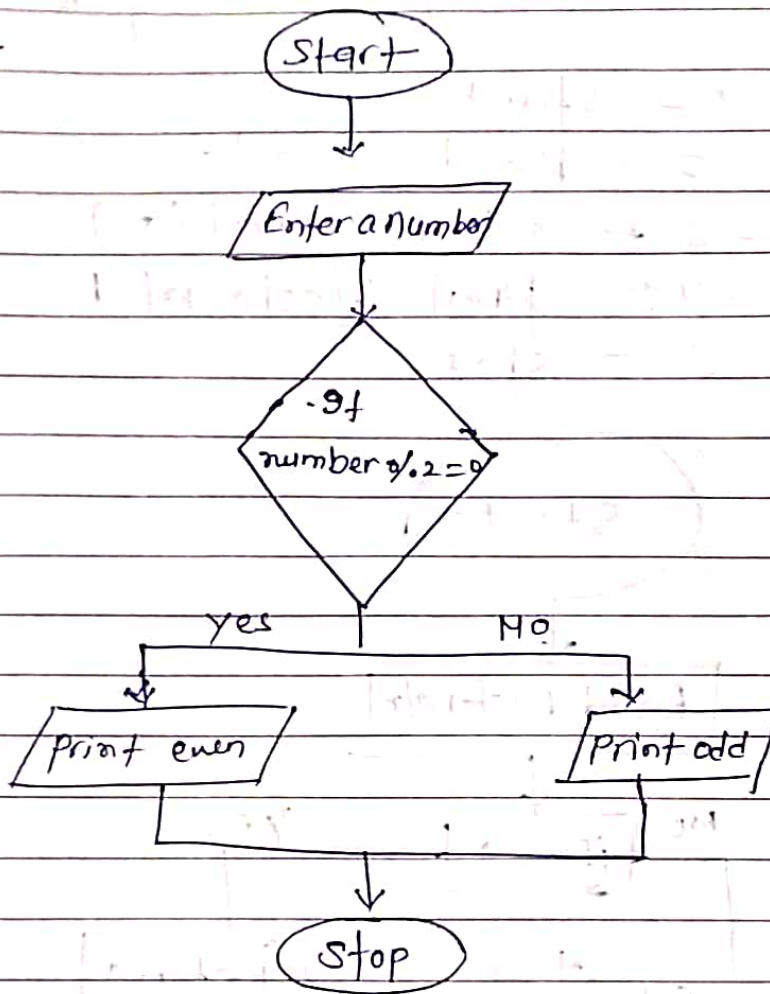 Start
Enter a number
If
number % 2 = 0
Yes
No
Print even
Print odd
Stop